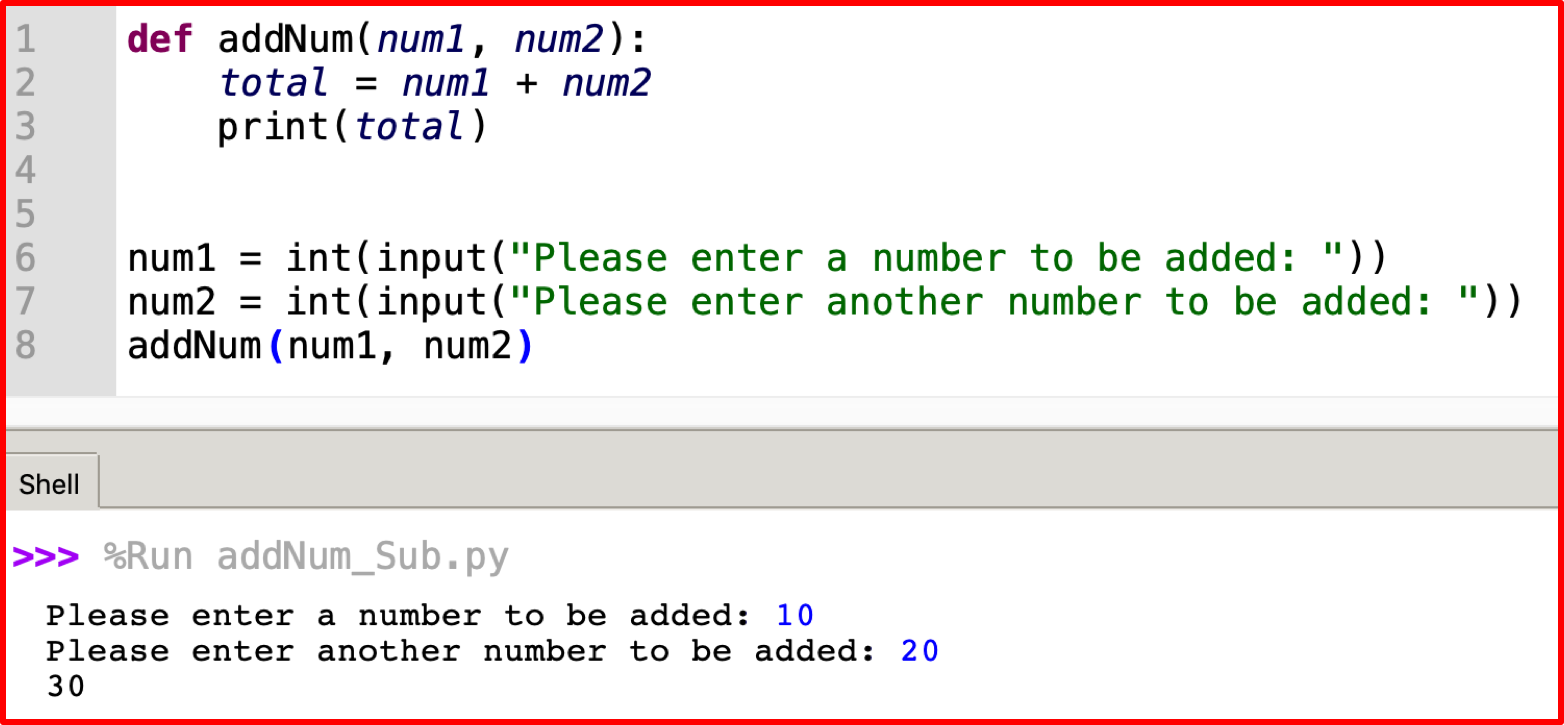 1 def addNum(num1, num2):
2     total = num1 + num2
3     print(total)
4
5
6 num1 = int(input("Please enter a number to be added: "))
7 num2 = int(input("Please enter another number to be added: "))
8 addNum(num1, num2)
Shell
>>> %Run addNum_Sub.py
Please enter a number to be added: 10
Please enter another number to be added: 20
30